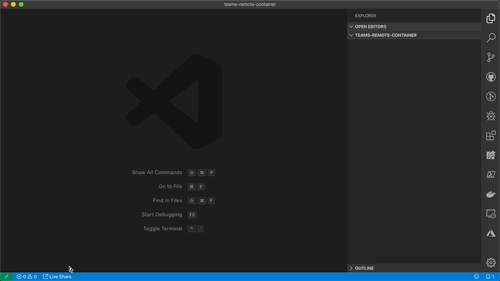 teams-remote-container
EXPLORER
OPEN EDITORS
TEAMS-REMOTE-CONTAINER
Show All Commands ⇧ ⌘ P
Go to File ⌘ P
Find in Files ⇧ ⌘ F
Start Debugging F5
Toggle Terminal ^ `
OUTLINE
0 0 Live Share 1